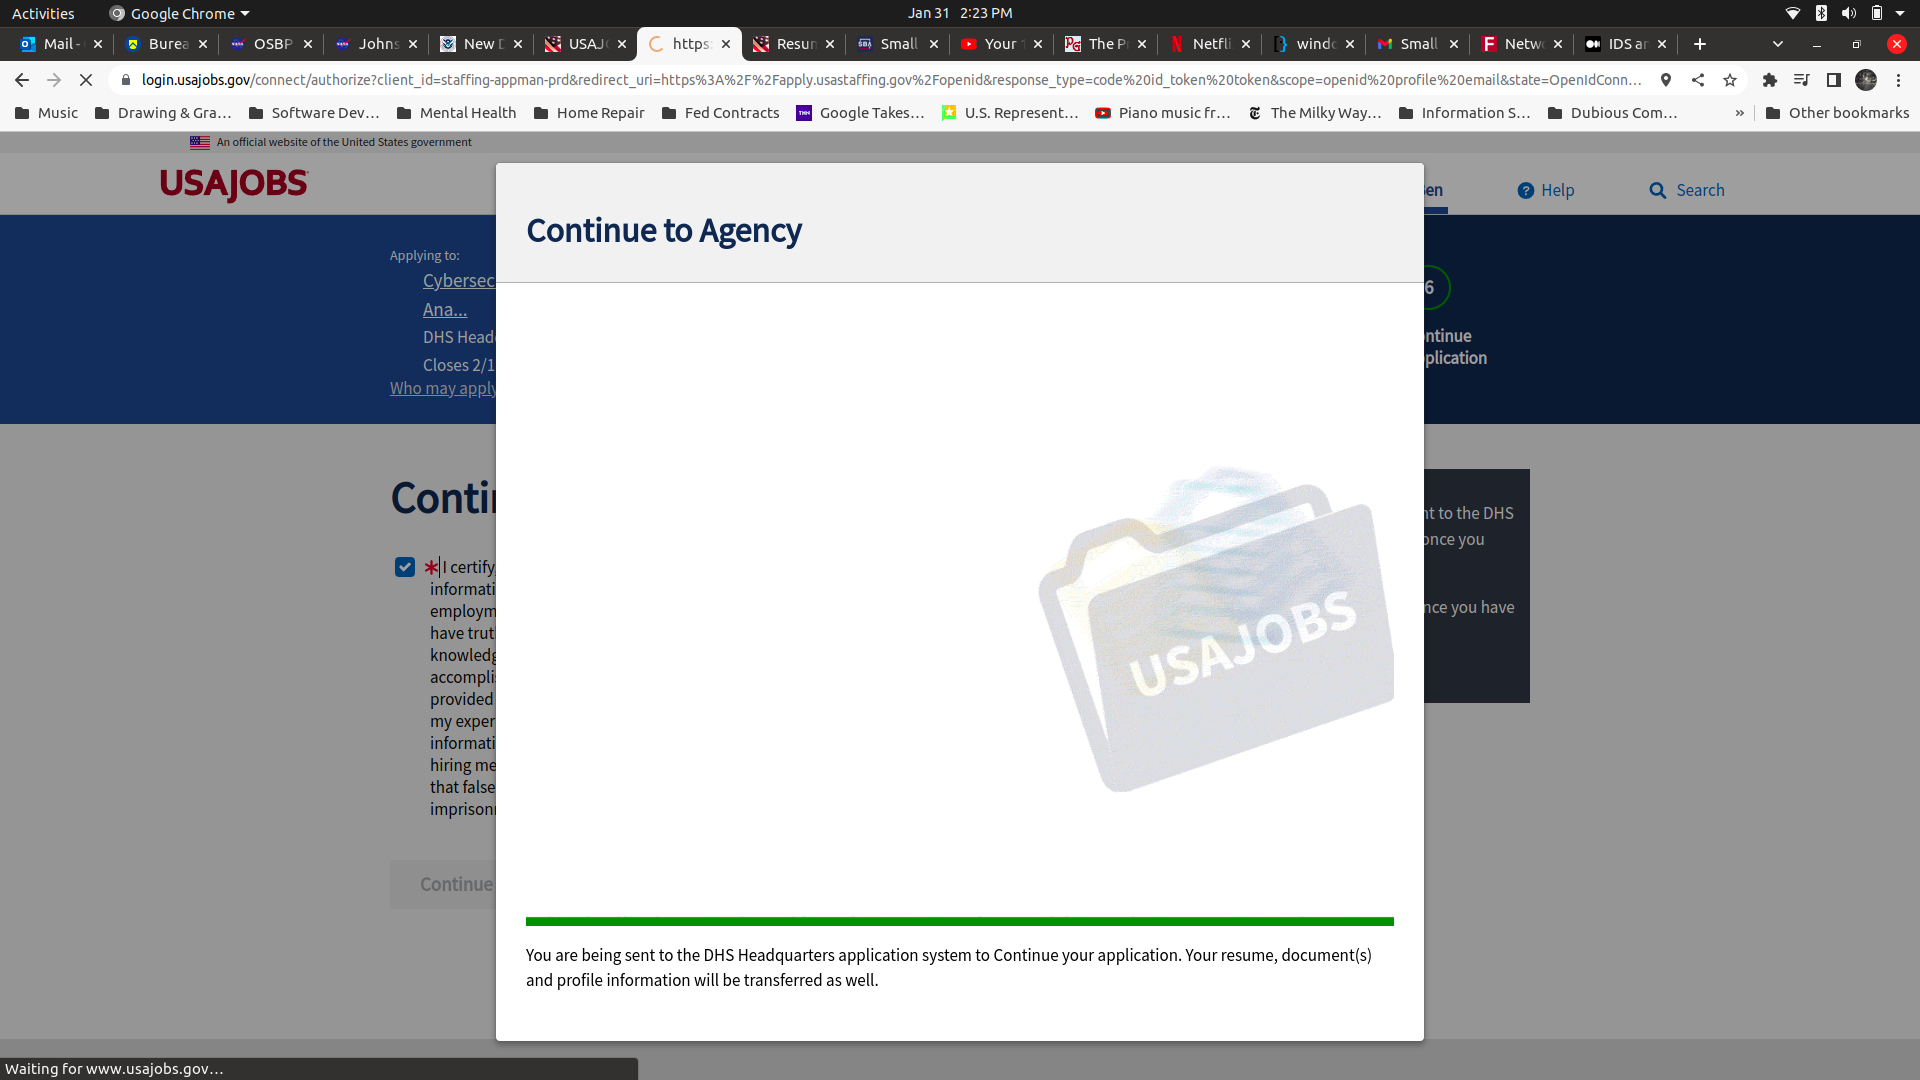 Activities
Google Chrome
Jan 31 2:23 PM
Mail -
Burea
OSBP
Johns
New D
USAJ
https:
Resun
Small
Your
The P
Netfli
windo
Small
Netwo
IDS ar
login.usajobs.gov/connect/authorize?client_id=staffing-appman-prd&redirect_uri=https%3A%2F%2Fapply.usastaffing.gov%2Fopenid&response_type=code%20id_token%20token&scope=openid%20profile%20email&state=OpenIdConn...
Music
Drawing & Gra...
Software Dev...
Mental Health
Home Repair
Fed Contracts
Google Takes...
U.S. Represent...
Piano music fr...
The Milky Way...
Information S...
Dubious Com...
»
Other bookmarks
An official website of the United States government
USAJOBS
en
Help
Search
Applying to:
Cybersec
Ana...
DHS Head
Closes 2/1
Who may apply
6
ntinue
plication
Continue to Agency
Conti
I certify,
informati
employm
have trut
knowledg
accomplis
provided
my exper
informati
hiring me
that false
imprison
Continue
nt to the DHS
once you
nce you have
USAJOBS
You are being sent to the DHS Headquarters application system to Continue your application. Your resume, document(s)
and profile information will be transferred as well.
Waiting for www.usajobs.gov...